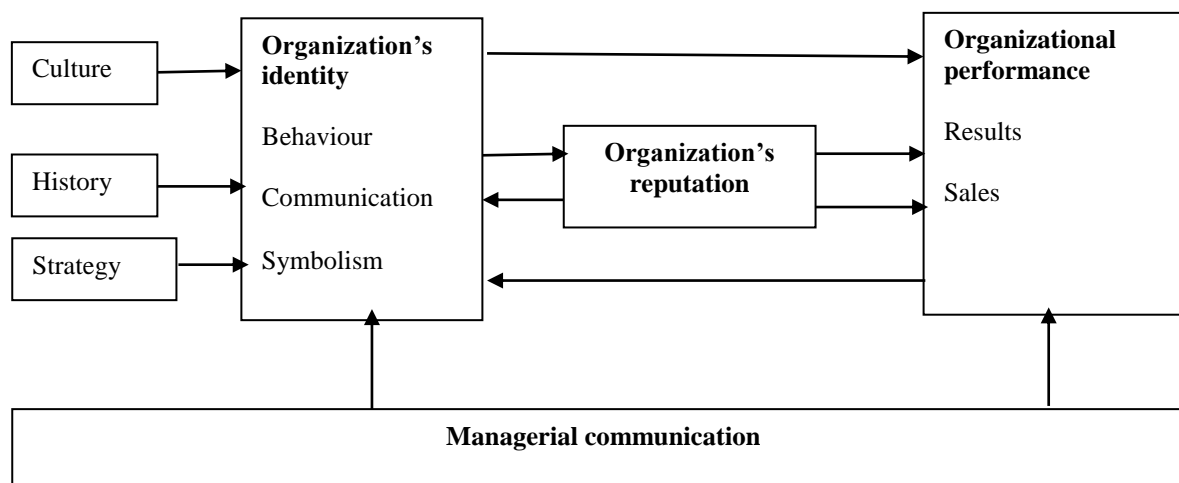 Culture
History
Strategy
Organization’s
identity
Behaviour
Communication
Symbolism
Organization’s
reputation
Organizational
performance
Results
Sales
Managerial communication